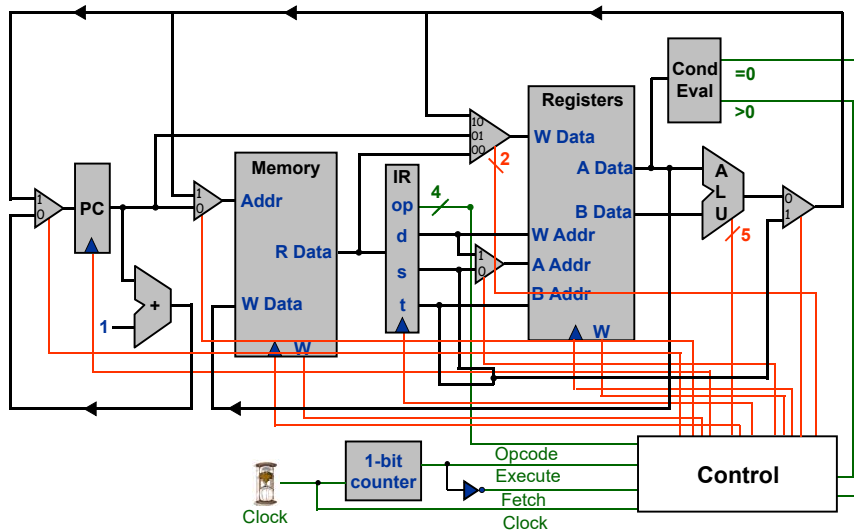 Cond
Eval
=0
>0
Registers
10
01
00
W Data
2
A Data
B Data
W Addr
A Addr
B Addr
W
A
L
U
5
0
1
1
0
PC
1
0
Memory
Addr
R Data
W Data
W
IR
op
4
d
s
t
1
0
+
1
1-bit
counter
Clock
Opcode
Execute
Fetch
Clock
Control